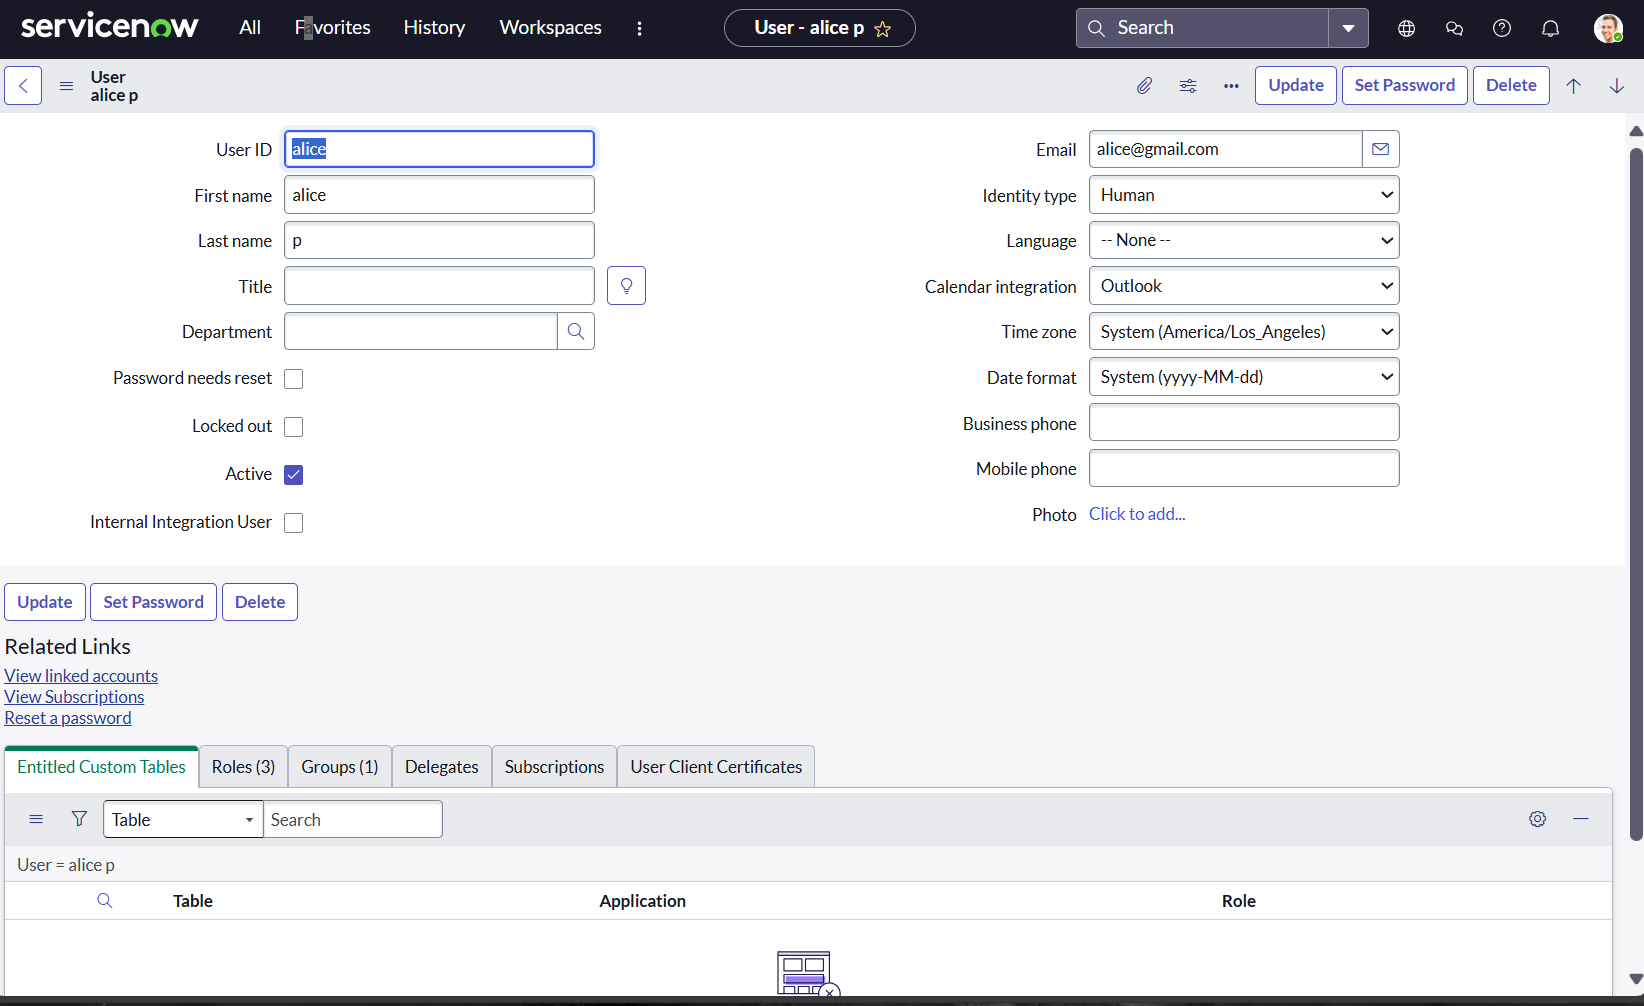 servicenow All Favorites History Workspaces User - alice p Search
User
alice p
Update Set Password Delete
User ID alice
First name alice
Last name p
Title
Department
Password needs reset
Locked out
Active
Internal Integration User
Email alice@gmail.com
Identity type Human
Language -- None --
Calendar integration Outlook
Time zone System (America/Los_Angeles)
Date format System (yyyy-MM-dd)
Business phone
Mobile phone
Photo Click to add...
Update Set Password Delete
Related Links
View linked accounts
View Subscriptions
Reset a password
Entitled Custom Tables Roles (3) Groups (1) Delegates Subscriptions User Client Certificates
Table Search
User = alice p
Table Application Role